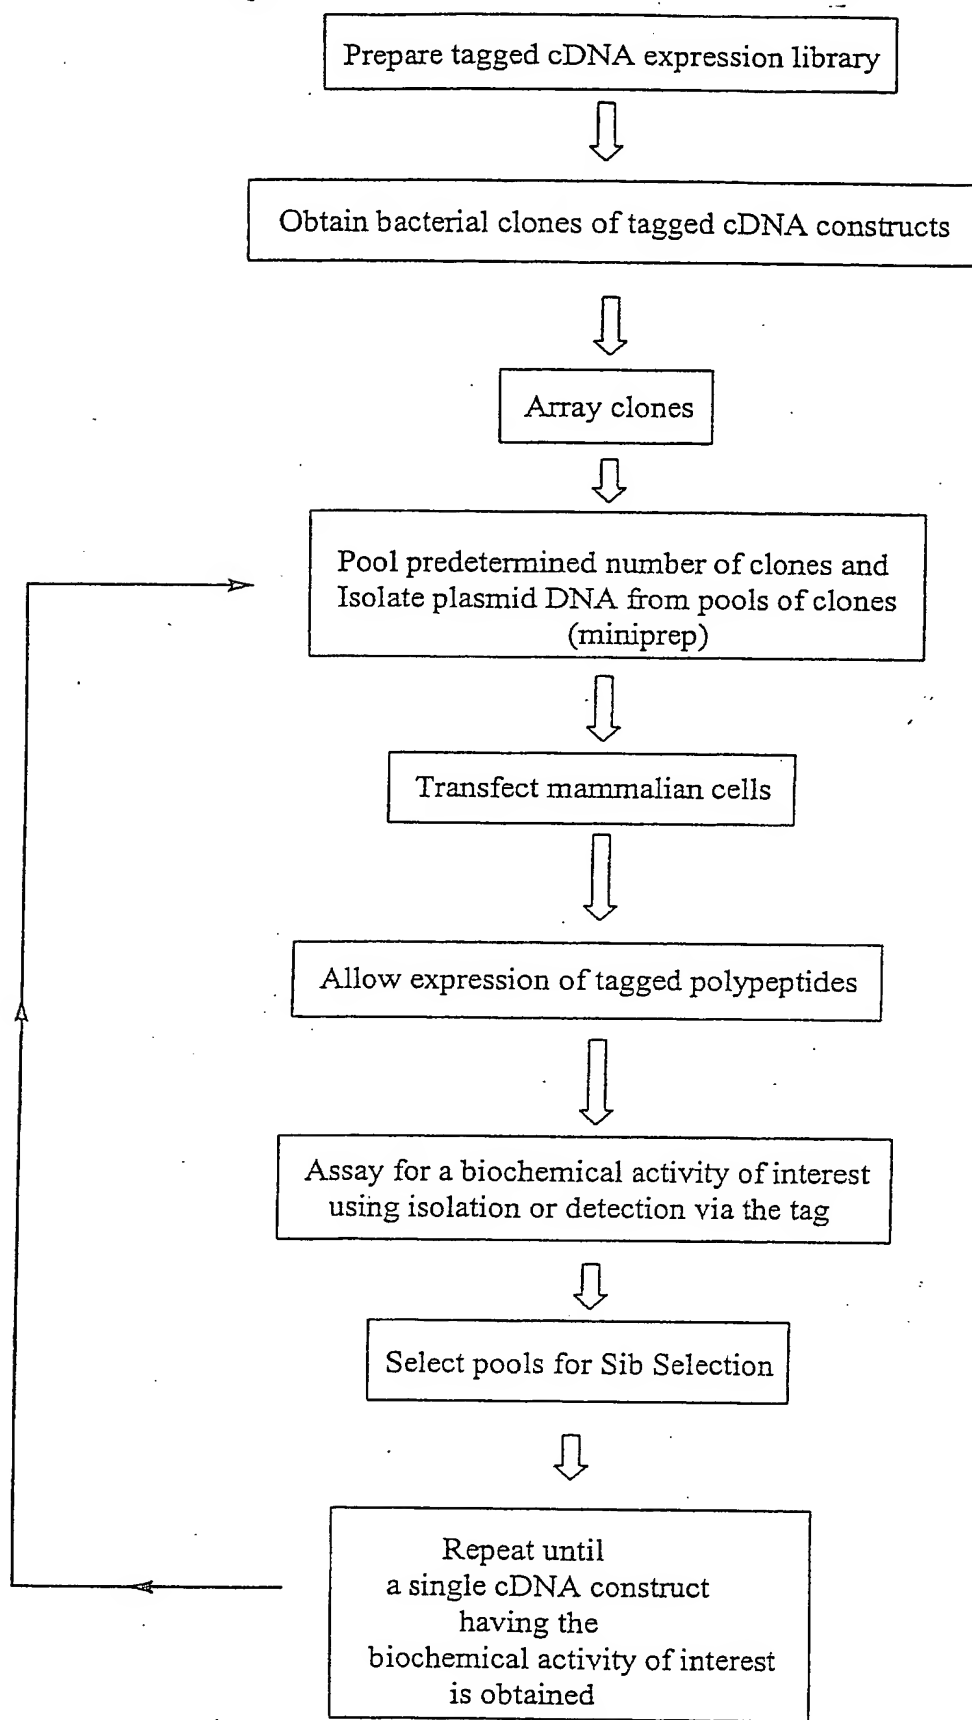 Prepare tagged cDNA expression library
Obtain bacterial clones of tagged cDNA constructs
Array clones
Pool predetermined number of clones and
Isolate plasmid DNA from pools of clones
(miniprep)
Transfect mammalian cells
Allow expression of tagged polypeptides
Assay for a biochemical activity of interest
using isolation or detection via the tag
Select pools for Sib Selection
Repeat until
a single cDNA construct
having the
biochemical activity of interest
is obtained